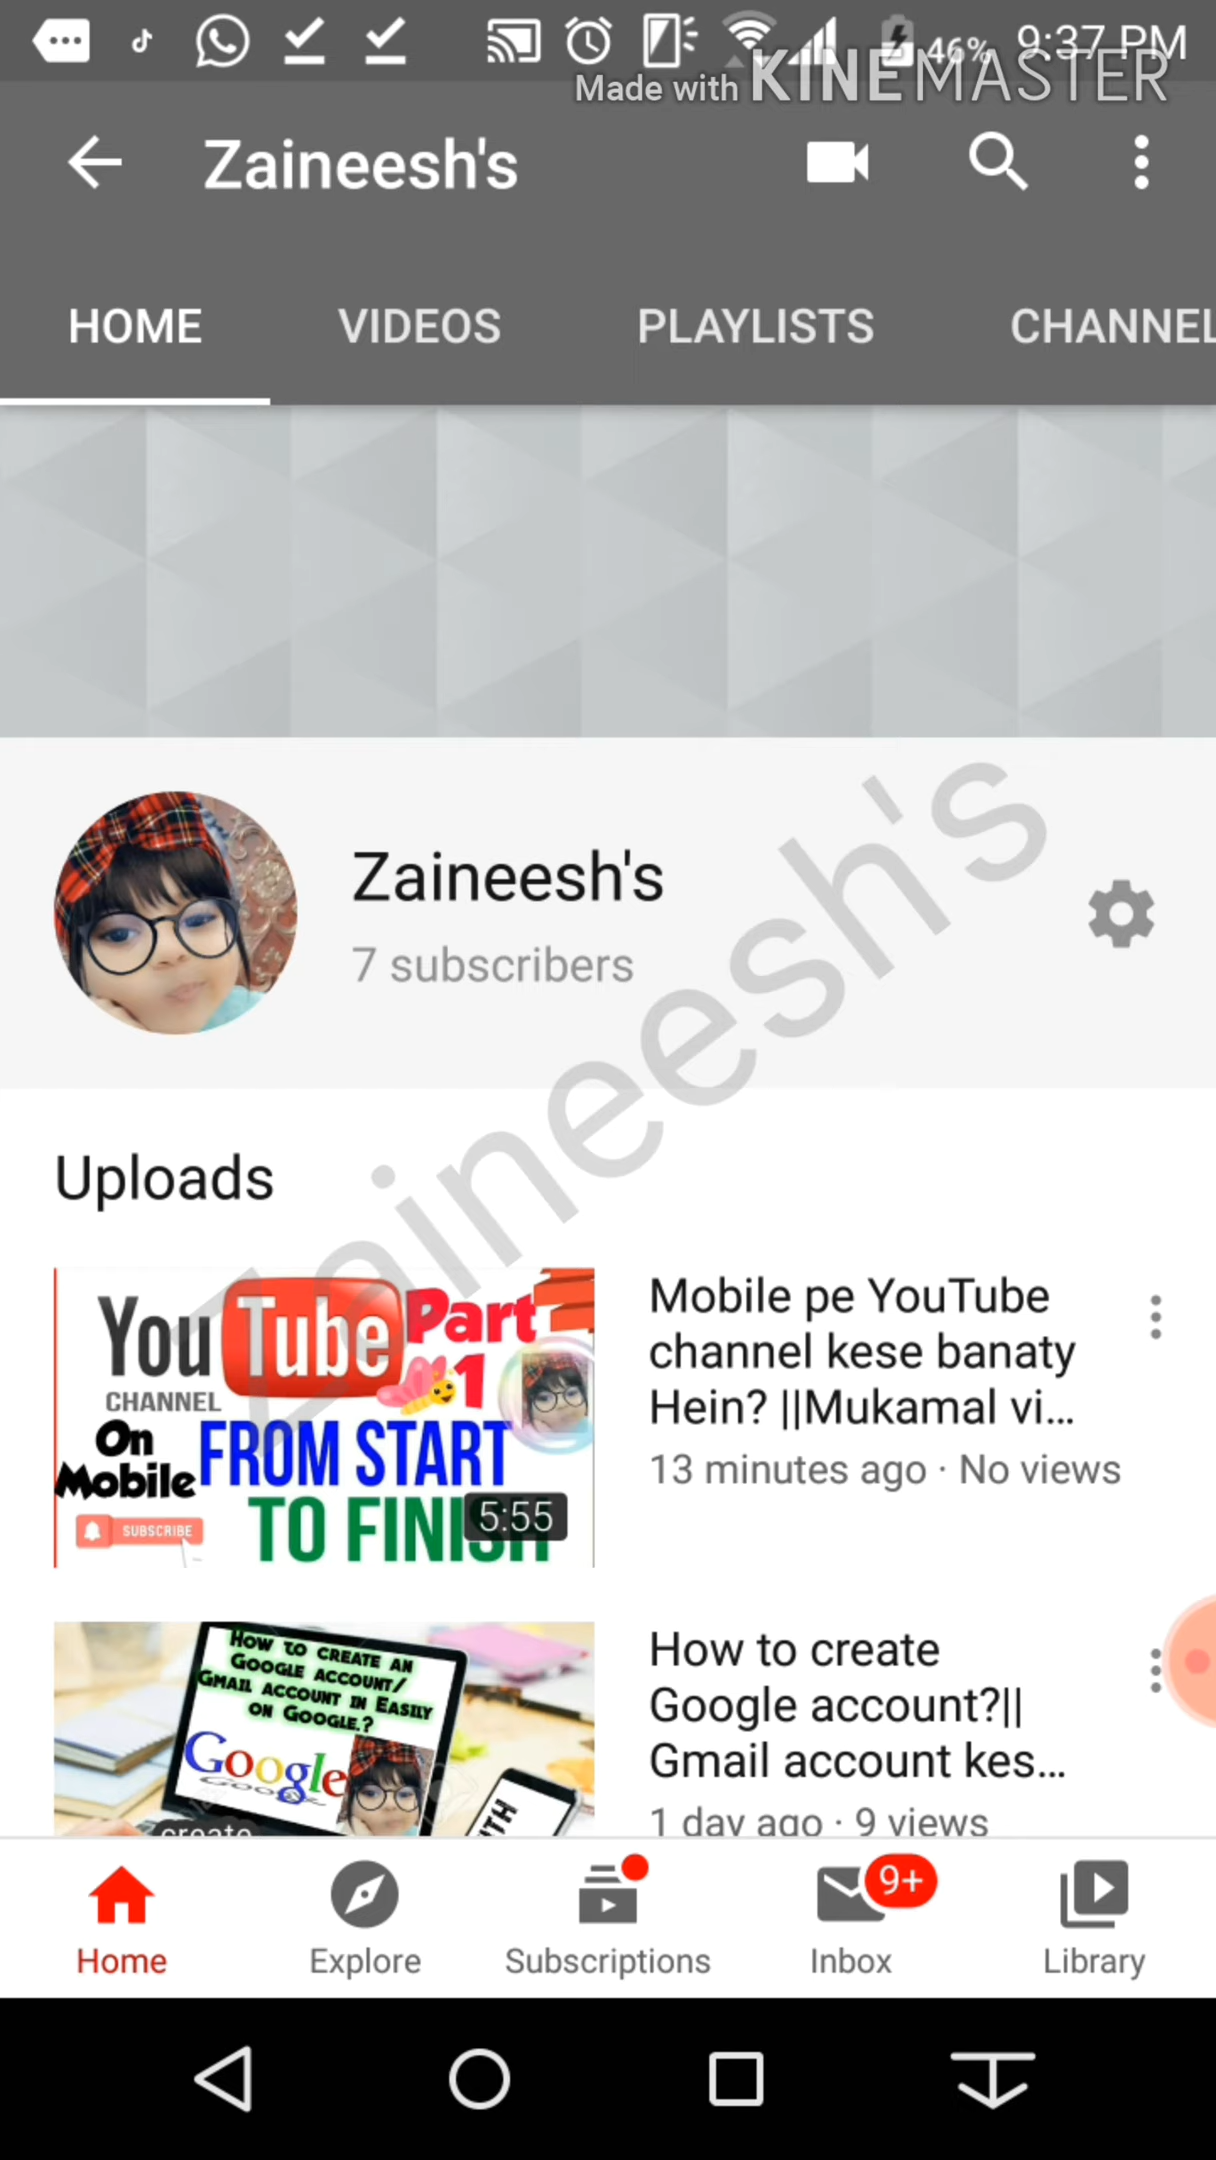 46% 9:37 PM
Made with KINEMASTER
Zaineesh's
HOME VIDEOS PLAYLISTS CHANNEL
Zaineesh's
7 subscribers
Zaineesh's
Uploads
YouTube Part 1
CHANNEL
On Mobile
FROM START
TO FINISH
SUBSCRIBE
5:55
Mobile pe YouTube
channel kese banaty
Hein? ||Mukamal vi...
13 minutes ago · No views
How to create an
Google account/
Gmail account in Easily
on Google.?
Google
create
How to create
Google account?||
Gmail account kes...
1 day ago · 9 views
Home Explore Subscriptions Inbox Library
9+